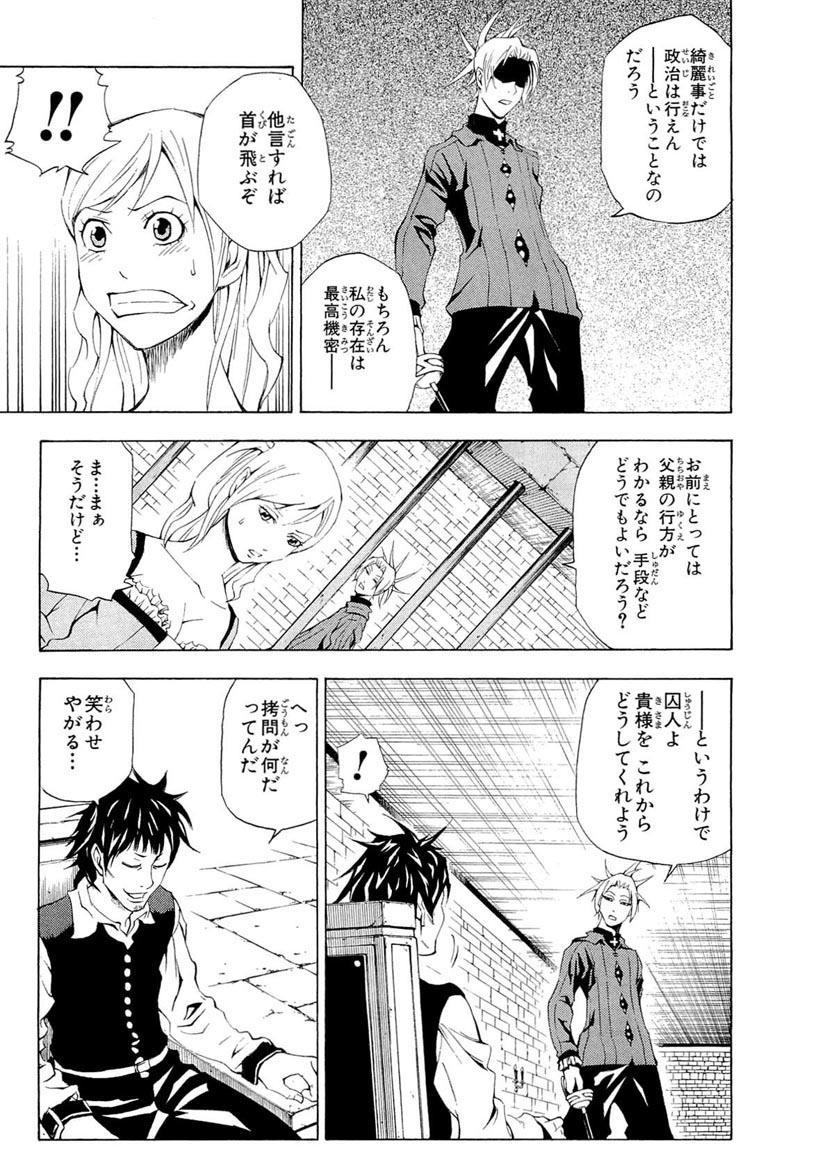 綺麗事だけでは
政治は行えん
――ということなの
だろう
もちろん
私の存在は
最高機密――
他言すれば
首が飛ぶぞ
!!
お前にとっては
父親の行方が
わかるなら 手段など
どうでもよいだろう?
ま…まぁ
そうだけど…
――というわけで
囚人よ
貴様を これから
どうしてくれよう
!
へっ
拷問が何だ
ってんだ
笑わせ
やがる…